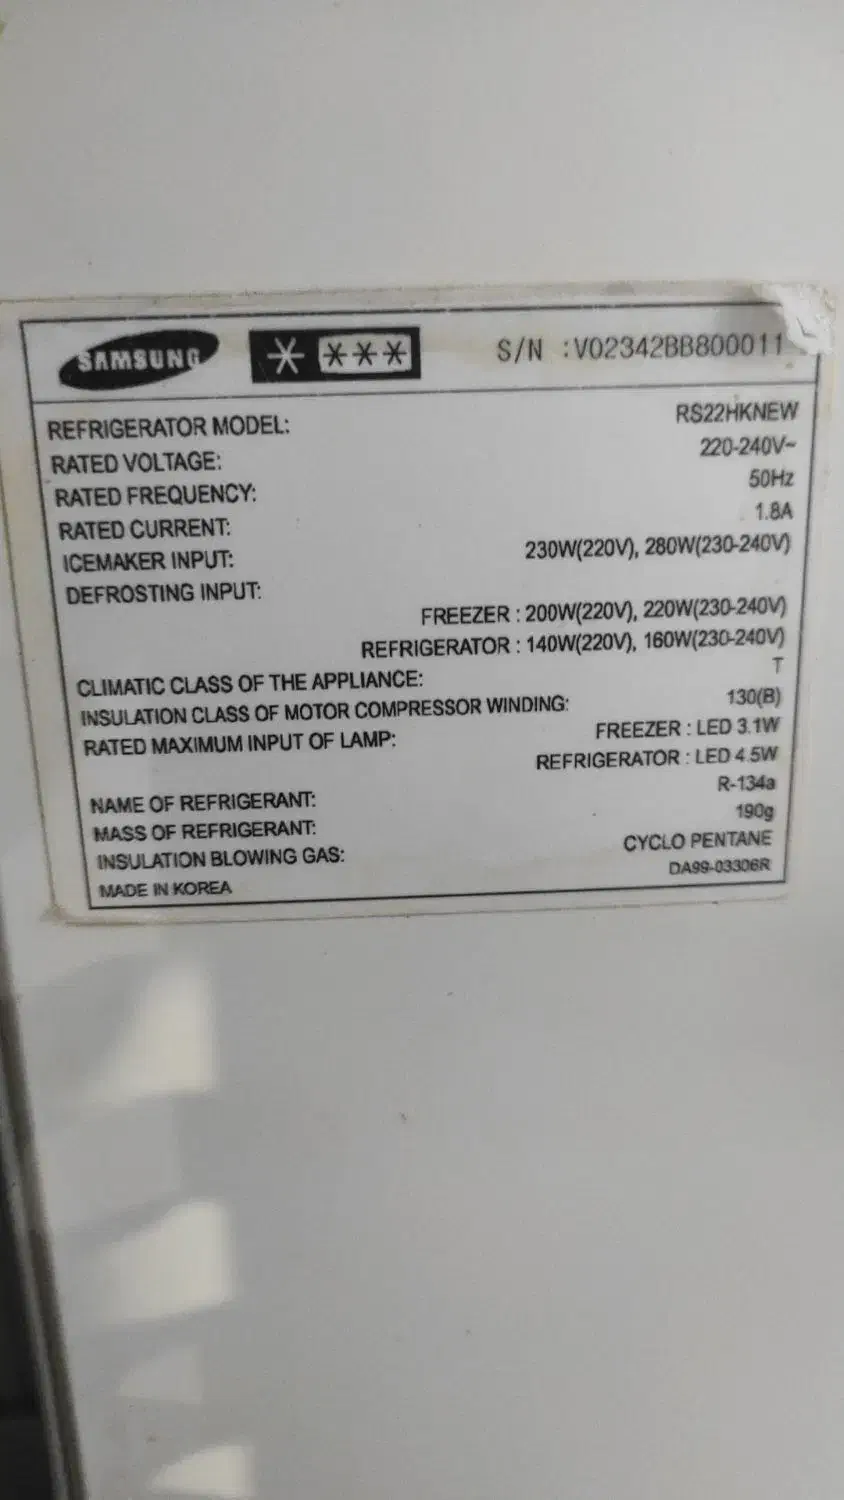 SAMSUNG * *** S/N :V02342BB800011
REFRIGERATOR MODEL: RS22HKNEW
RATED VOLTAGE: 220-240V~
RATED FREQUENCY: 50Hz
RATED CURRENT: 1.8A
ICEMAKER INPUT: 230W(220V), 280W(230-240V)
DEFROSTING INPUT:
FREEZER : 200W(220V), 220W(230-240V)
REFRIGERATOR : 140W(220V), 160W(230-240V)
CLIMATIC CLASS OF THE APPLIANCE: T
INSULATION CLASS OF MOTOR COMPRESSOR WINDING: 130(B)
RATED MAXIMUM INPUT OF LAMP: FREEZER : LED 3.1W
REFRIGERATOR : LED 4.5W
NAME OF REFRIGERANT: R-134a
MASS OF REFRIGERANT: 190g
INSULATION BLOWING GAS: CYCLO PENTANE
MADE IN KOREA DA99-03306R